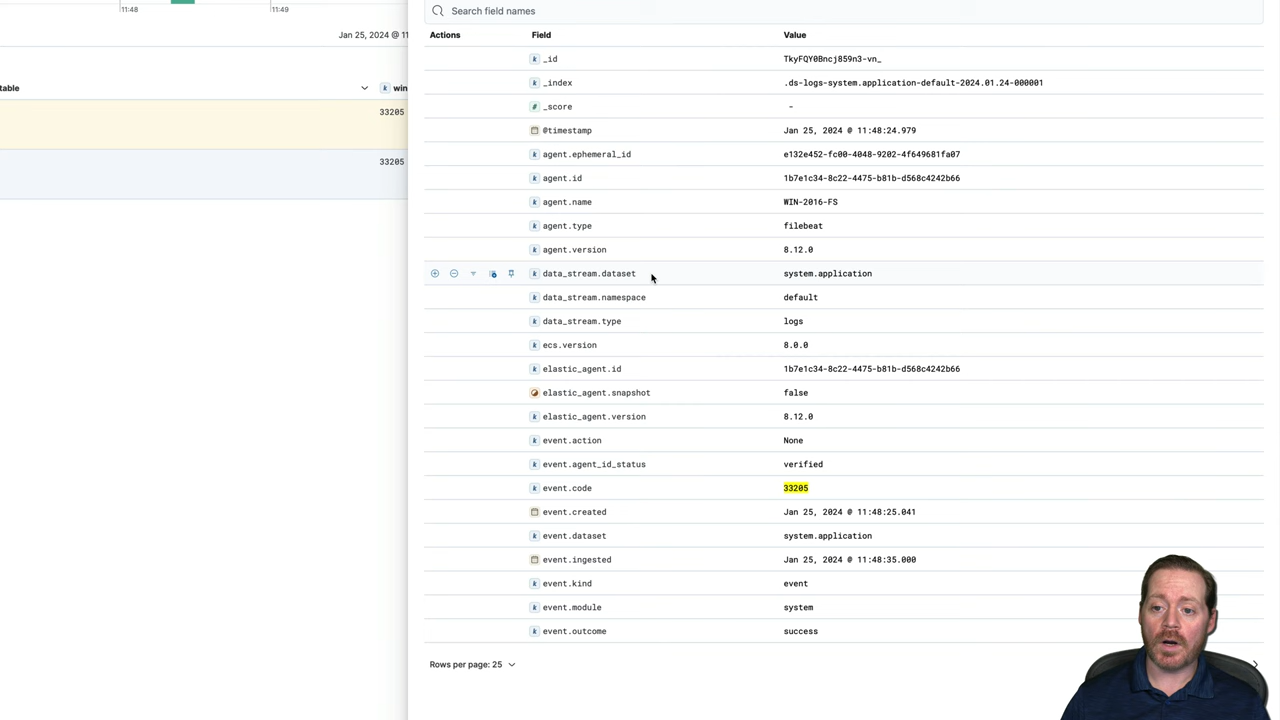 11:48
11:49
Jan 25, 2024 @ 11
table
win
33205
33205
Search field names
Actions Field Value
k _id TkyFQY0Bncj859n3-vn_
k _index .ds-logs-system.application-default-2024.01.24-000001
# _score -
@timestamp Jan 25, 2024 @ 11:48:24.979
k agent.ephemeral_id e132e452-fc00-4048-9202-4f649681fa07
k agent.id 1b7e1c34-8c22-4475-b81b-d568c4242b66
k agent.name WIN-2016-FS
k agent.type filebeat
k agent.version 8.12.0
k data_stream.dataset system.application
k data_stream.namespace default
k data_stream.type logs
k ecs.version 8.0.0
k elastic_agent.id 1b7e1c34-8c22-4475-b81b-d568c4242b66
elastic_agent.snapshot false
k elastic_agent.version 8.12.0
k event.action None
k event.agent_id_status verified
k event.code 33205
event.created Jan 25, 2024 @ 11:48:25.041
k event.dataset system.application
event.ingested Jan 25, 2024 @ 11:48:35.000
k event.kind event
k event.module system
k event.outcome success
Rows per page: 25